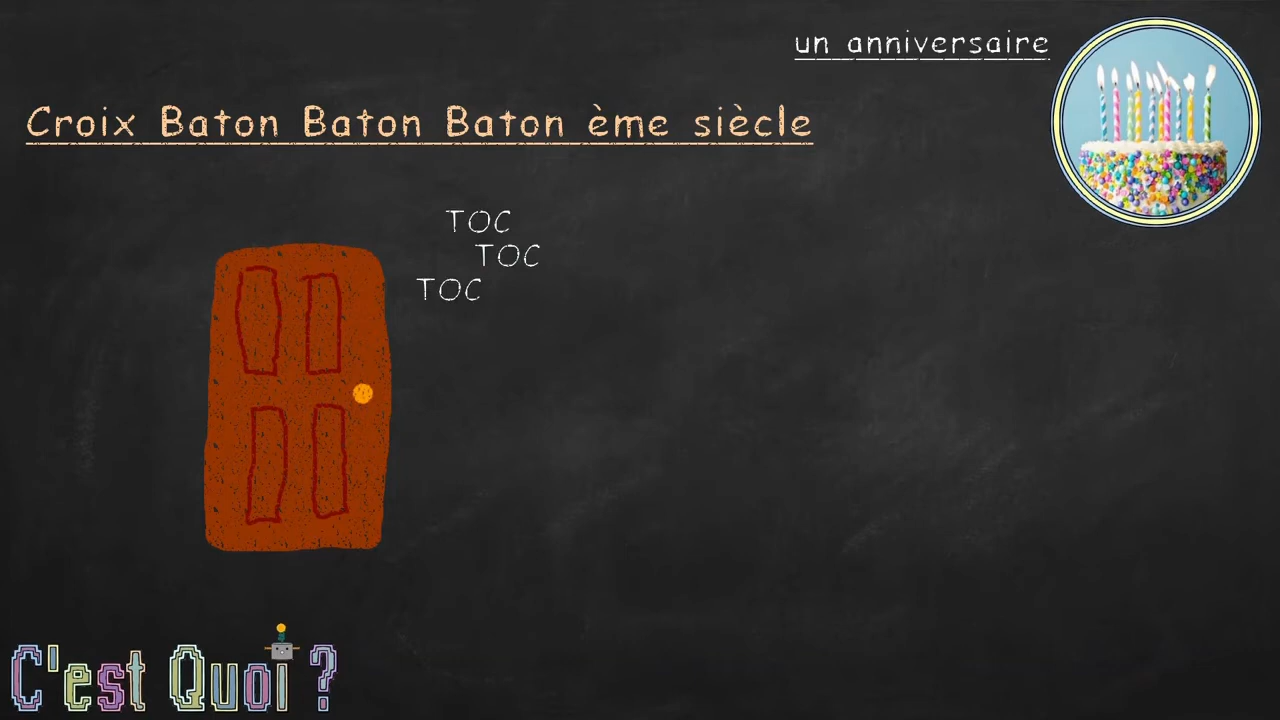 un anniversaire
Croix Baton Baton Baton ème siècle
TOC
TOC
TOC
C'est Quoi ?